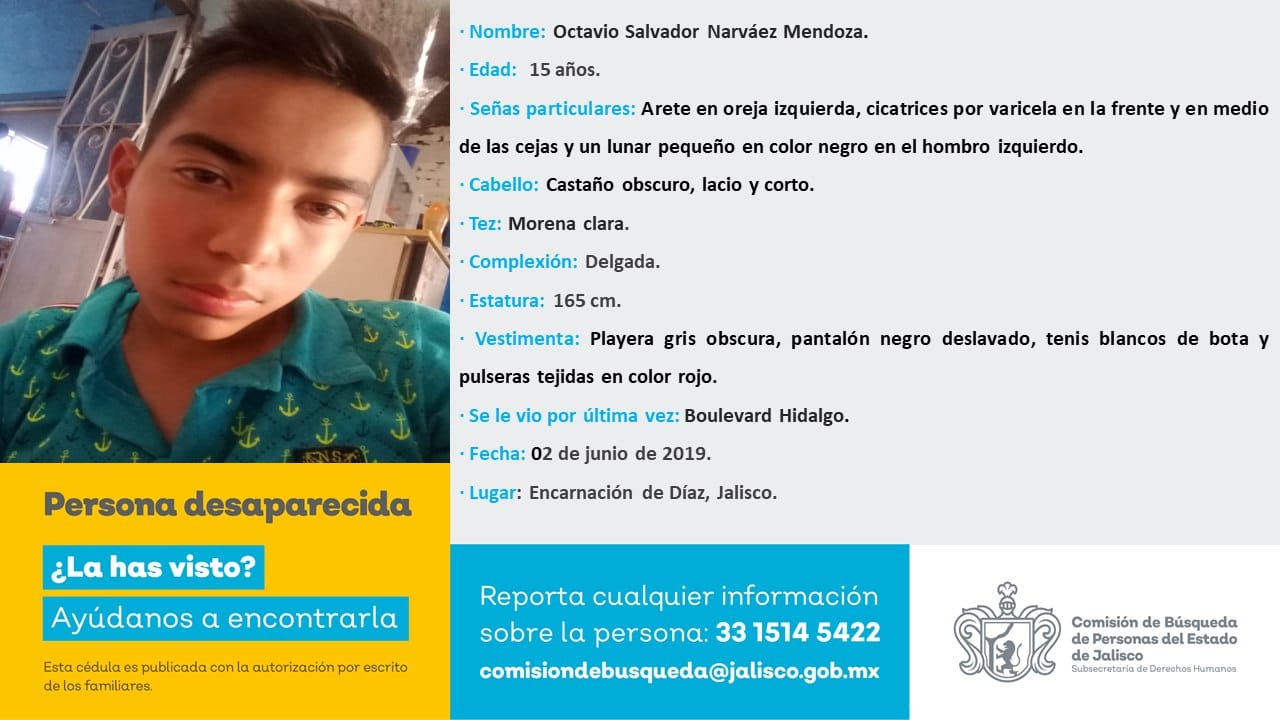 · Nombre: Octavio Salvador Narváez Mendoza.
· Edad: 15 años.
· Señas particulares: Arete en oreja izquierda, cicatrices por varicela en la frente y en medio
de las cejas y un lunar pequeño en color negro en el hombro izquierdo.
· Cabello: Castaño obscuro, lacio y corto.
· Tez: Morena clara.
· Complexión: Delgada.
· Estatura: 165 cm.
· Vestimenta: Playera gris obscura, pantalón negro deslavado, tenis blancos de bota y
pulseras tejidas en color rojo.
· Se le vio por última vez: Boulevard Hidalgo.
· Fecha: 02 de junio de 2019.
· Lugar: Encarnación de Díaz, Jalisco.
Persona desaparecida
¿La has visto?
Ayúdanos a encontrarla
Esta cédula es publicada con la autorización por escrito
de los familiares.
Reporta cualquier información
sobre la persona: 33 1514 5422
comisiondebusqueda@jalisco.gob.mx
Comisión de Búsqueda
de Personas del Estado
de Jalisco
Subsecretaría de Derechos Humanos